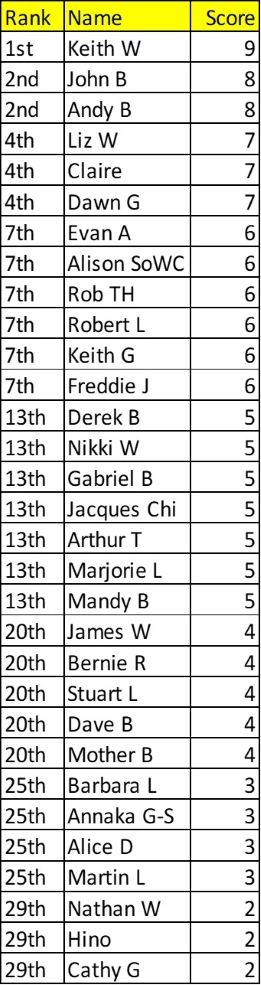 Rank Name Score
1st Keith W 9
2nd John B 8
2nd Andy B 8
4th Liz W 7
4th Claire 7
4th Dawn G 7
7th Evan A 6
7th Alison SoWC 6
7th Rob TH 6
7th Robert L 6
7th Keith G 6
7th Freddie J 6
13th Derek B 5
13th Nikki W 5
13th Gabriel B 5
13th Jacques Chi 5
13th Arthur T 5
13th Marjorie L 5
13th Mandy B 5
20th James W 4
20th Bernie R 4
20th Stuart L 4
20th Dave B 4
20th Mother B 4
25th Barbara L 3
25th Annaka G-S 3
25th Alice D 3
25th Martin L 3
29th Nathan W 2
29th Hino 2
29th Cathy G 2